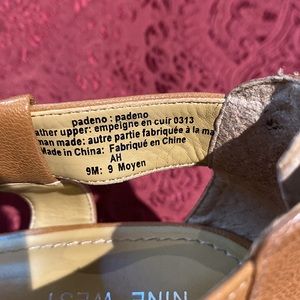 padeno : padeno
ather upper: empeigne en cuir 0313
man made: autre partie fabriquée à la ma
Made in China: Fabriqué en Chine
AH
9M: 9 Moyen
NINE WEST